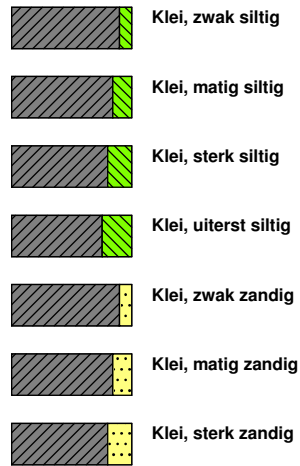 Klei, zwak siltig
Klei, matig siltig
Klei, sterk siltig
Klei, uiterst siltig
Klei, zwak zandig
Klei, matig zandig
Klei, sterk zandig